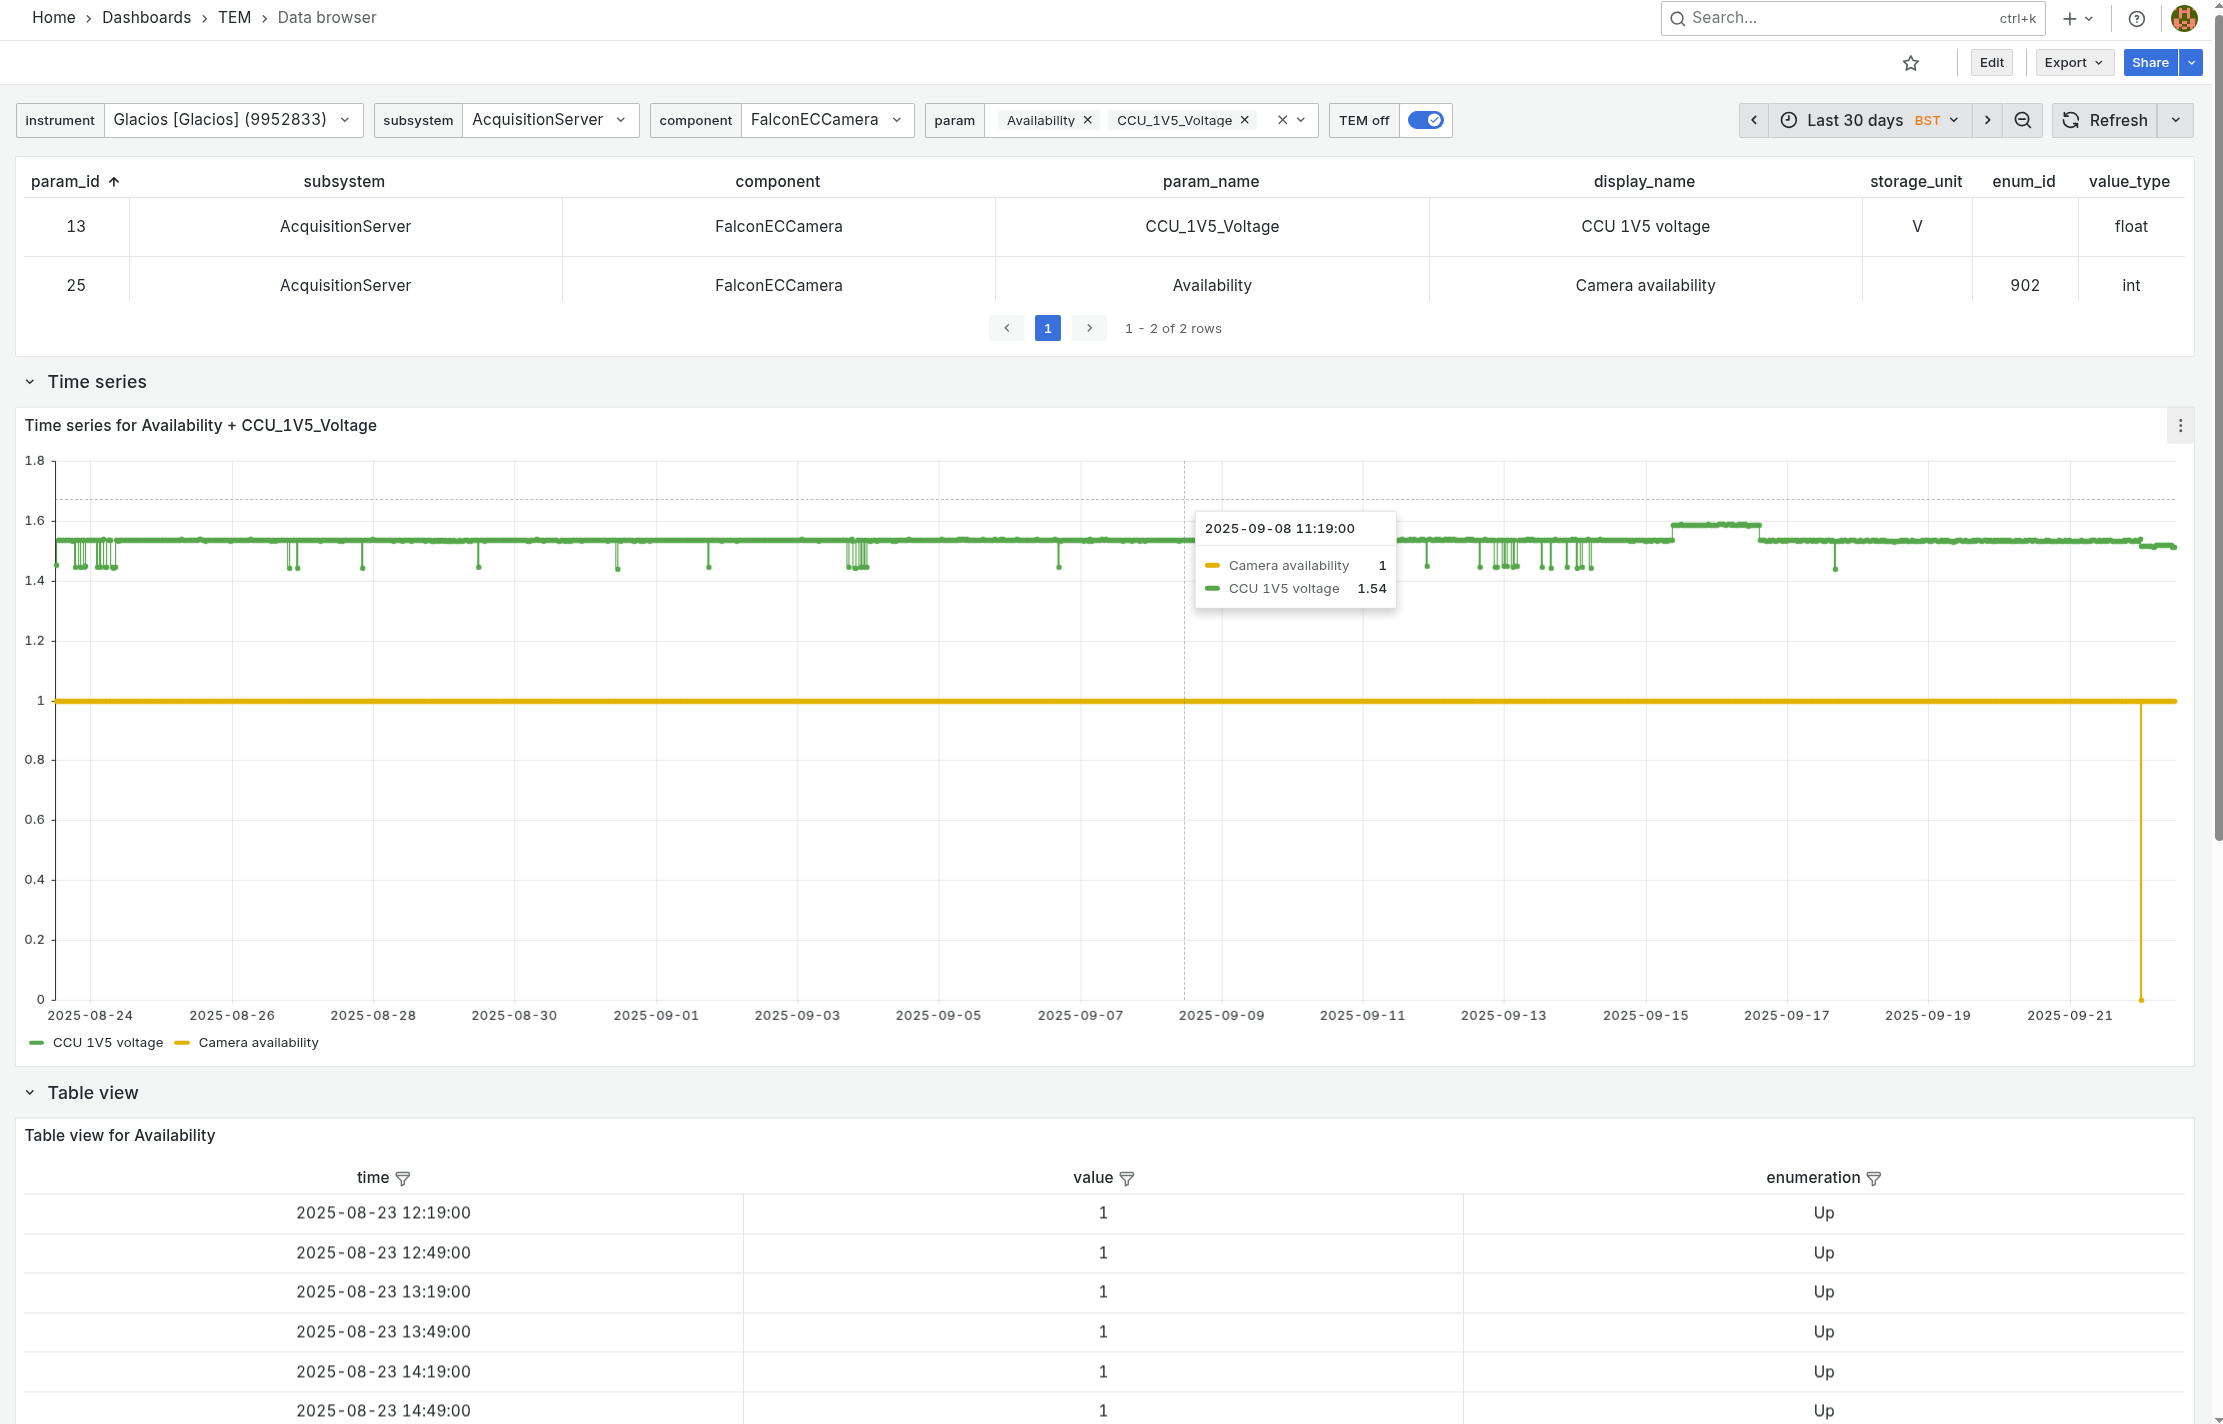 Home › Dashboards › TEM › Data browser
Search... ctrl+k
Edit Export Share
instrument Glacios [Glacios] (9952833) subsystem AcquisitionServer component FalconECCamera param Availability CCU_1V5_Voltage TEM off Last 30 days BST Refresh
param_id subsystem component param_name display_name storage_unit enum_id value_type
13 AcquisitionServer FalconECCamera CCU_1V5_Voltage CCU 1V5 voltage V float
25 AcquisitionServer FalconECCamera Availability Camera availability 902 int
1 1 - 2 of 2 rows
Time series
Time series for Availability + CCU_1V5_Voltage
1.8
1.6
1.4
1.2
1
0.8
0.6
0.4
0.2
0
2025-09-08 11:19:00
Camera availability 1
CCU 1V5 voltage 1.54
2025-08-24 2025-08-26 2025-08-28 2025-08-30 2025-09-01 2025-09-03 2025-09-05 2025-09-07 2025-09-09 2025-09-11 2025-09-13 2025-09-15 2025-09-17 2025-09-19 2025-09-21
CCU 1V5 voltage Camera availability
Table view
Table view for Availability
time value enumeration
2025-08-23 12:19:00 1 Up
2025-08-23 12:49:00 1 Up
2025-08-23 13:19:00 1 Up
2025-08-23 13:49:00 1 Up
2025-08-23 14:19:00 1 Up
2025-08-23 14:49:00 1 Up